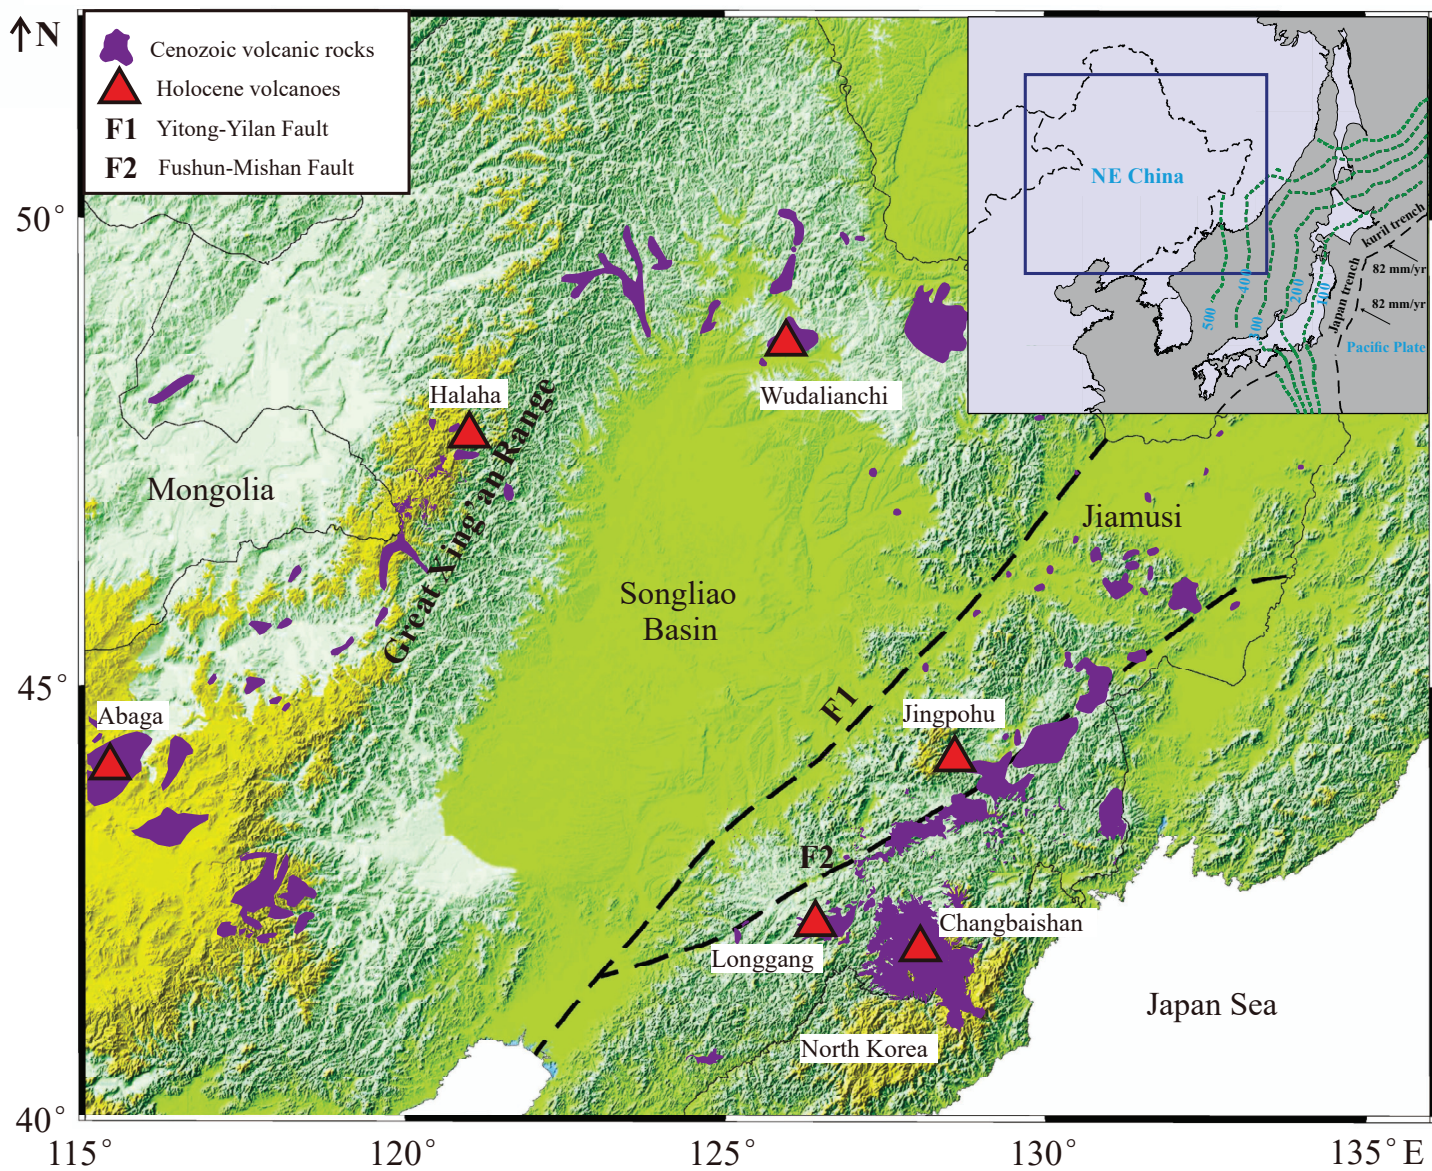 N
Cenozoic volcanic rocks
Holocene volcanoes
F1 Yitong-Yilan Fault
F2 Fushun-Mishan Fault
NE China
kuril trench
82 mm/yr
Japan trench
82 mm/yr
Pacific Plate
500
400
300
200
100
50°
45°
40°
Halaha
Wudalianchi
Great Xing'an Range
Mongolia
Jiamusi
Songliao
Basin
Abaga
F1
Jingpohu
F2
Changbaishan
Longgang
Japan Sea
North Korea
115°
120°
125°
130°
135° E